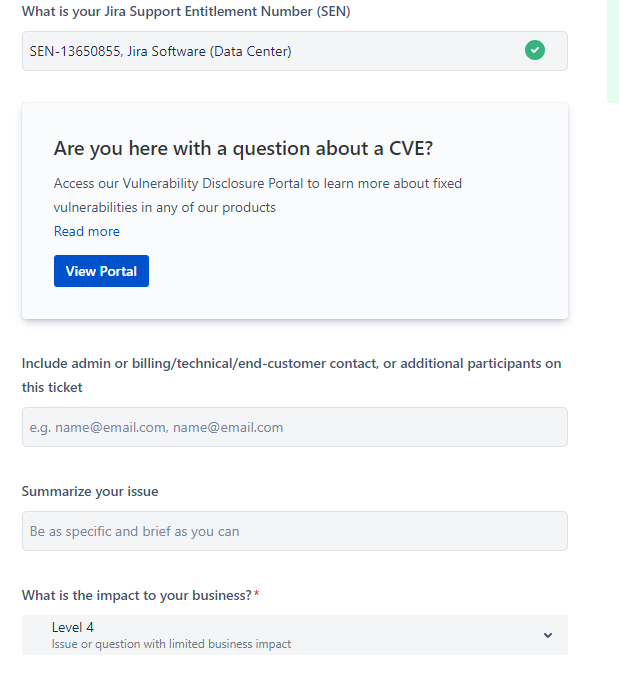 What is your Jira Support Entitlement Number (SEN)
SEN-13650855, Jira Software (Data Center)
Are you here with a question about a CVE?
Access our Vulnerability Disclosure Portal to learn more about fixed
vulnerabilities in any of our products
Read more
View Portal
Include admin or billing/technical/end-customer contact, or additional participants on
this ticket
e.g. name@email.com, name@email.com
Summarize your issue
Be as specific and brief as you can
What is the impact to your business?*
Level 4
Issue or question with limited business impact